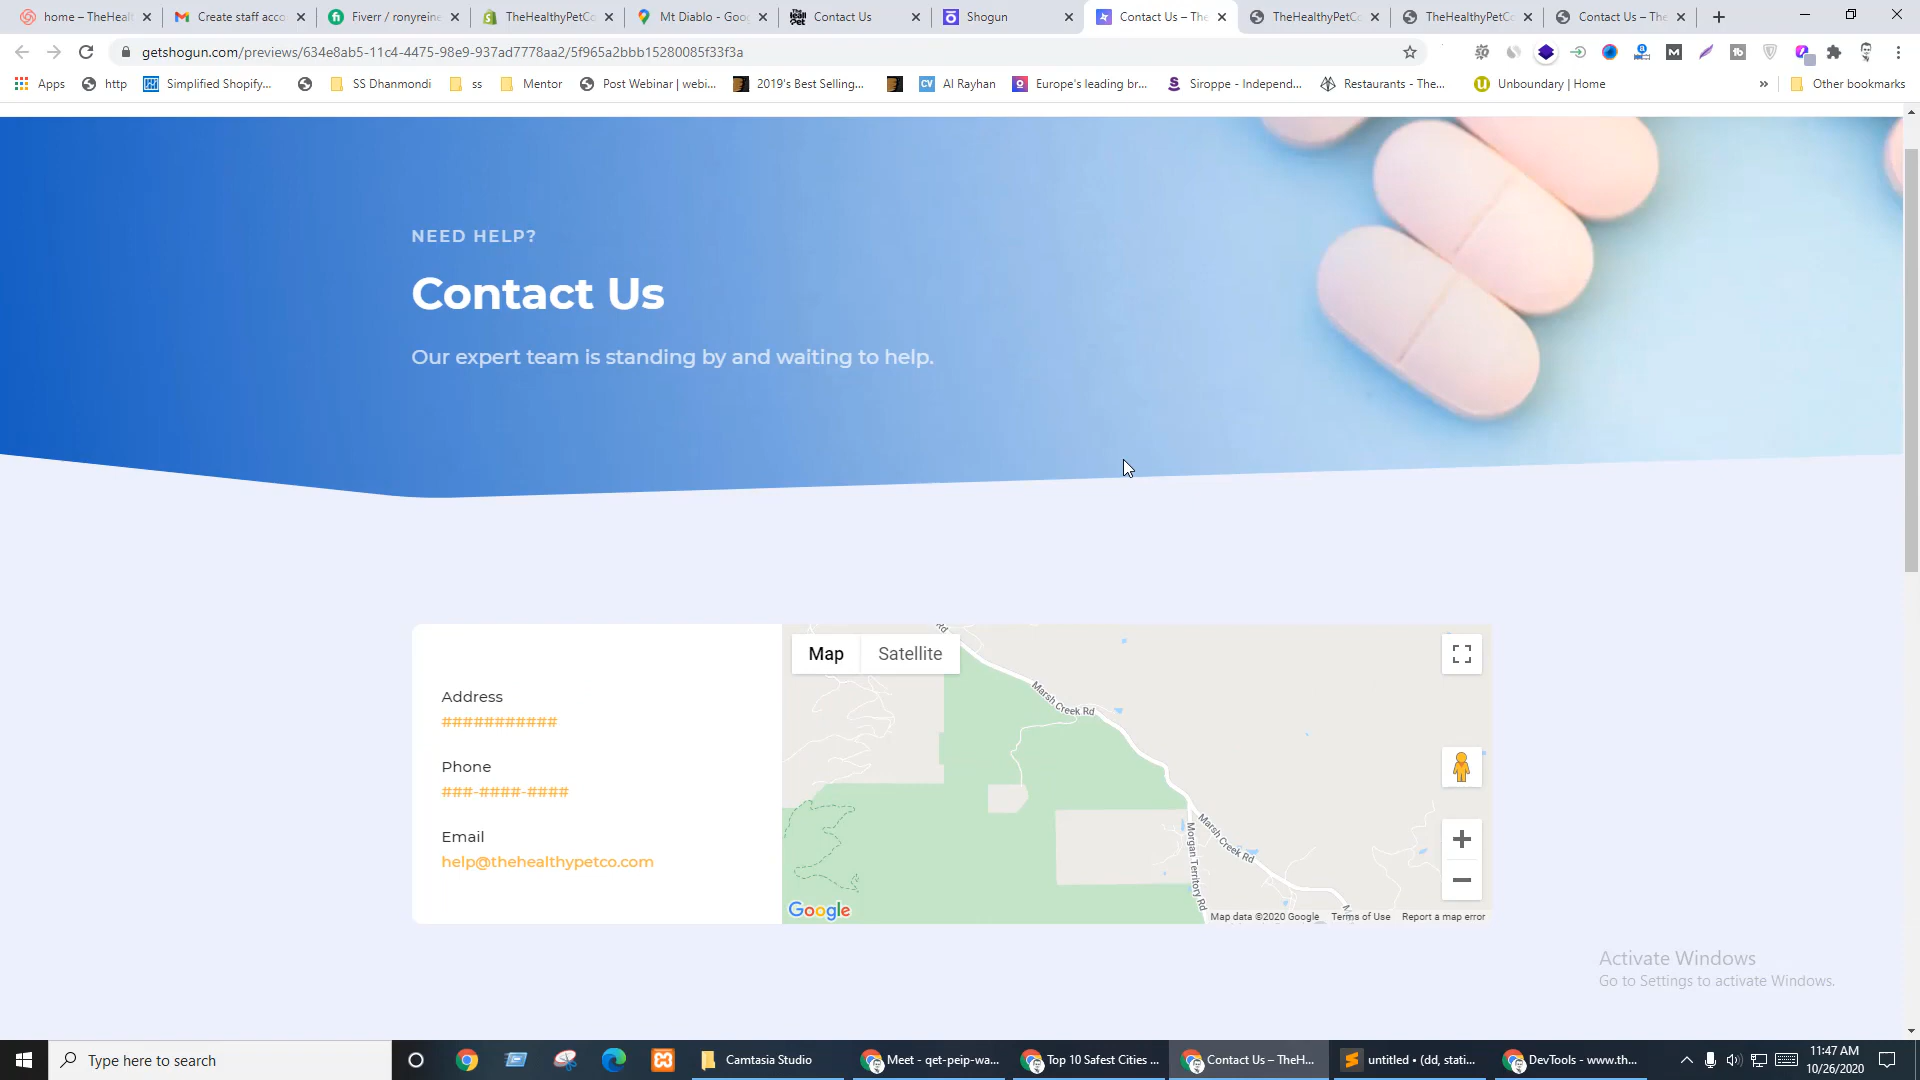 home – TheHeal
Create staff acco
Fiverr / ronyreine
TheHealthyPetCo
Mt Diablo - Goog
Contact Us
Shogun
Contact Us – The
TheHealthyPetCo
TheHealthyPetCo
Contact Us – The
getshogun.com/previews/634e8ab5-11c4-4475-98e9-937ad7778aa2/5f965a2bbb15280085f33f3a
Apps
http
Simplified Shopify...
SS Dhanmondi
ss
Mentor
Post Webinar | webi...
2019's Best Selling...
CV
Al Rayhan
Europe's leading br...
Siroppe - Independ...
Restaurants - The...
Unboundary | Home
»
Other bookmarks
NEED HELP?
Contact Us
Our expert team is standing by and waiting to help.
Map
Satellite
Address
###########
Phone
###-####-####
Email
help@thehealthypetco.com
Marsh Creek Rd
Marsh Creek Rd
Morgan Territory Rd
Google
Map data ©2020 Google
Terms of Use
Report a map error
Activate Windows
Go to Settings to activate Windows.
Type here to search
Camtasia Studio
Meet - qet-peip-wa...
Top 10 Safest Cities ...
Contact Us – TheH...
untitled • (dd, stati...
DevTools - www.th...
11:47 AM
10/26/2020